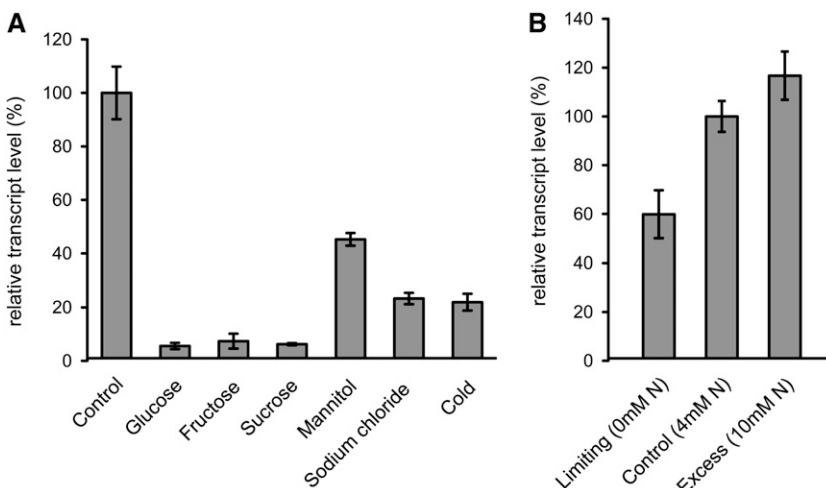 A
relative transcript level (%)
120
100
80
60
40
20
0
Control
Glucose
Fructose
Sucrose
Mannitol
Sodium chloride
Cold
B
relative transcript level (%)
140
120
100
80
60
40
20
0
Limiting (0mM N)
Control (4mM N)
Excess (10mM N)